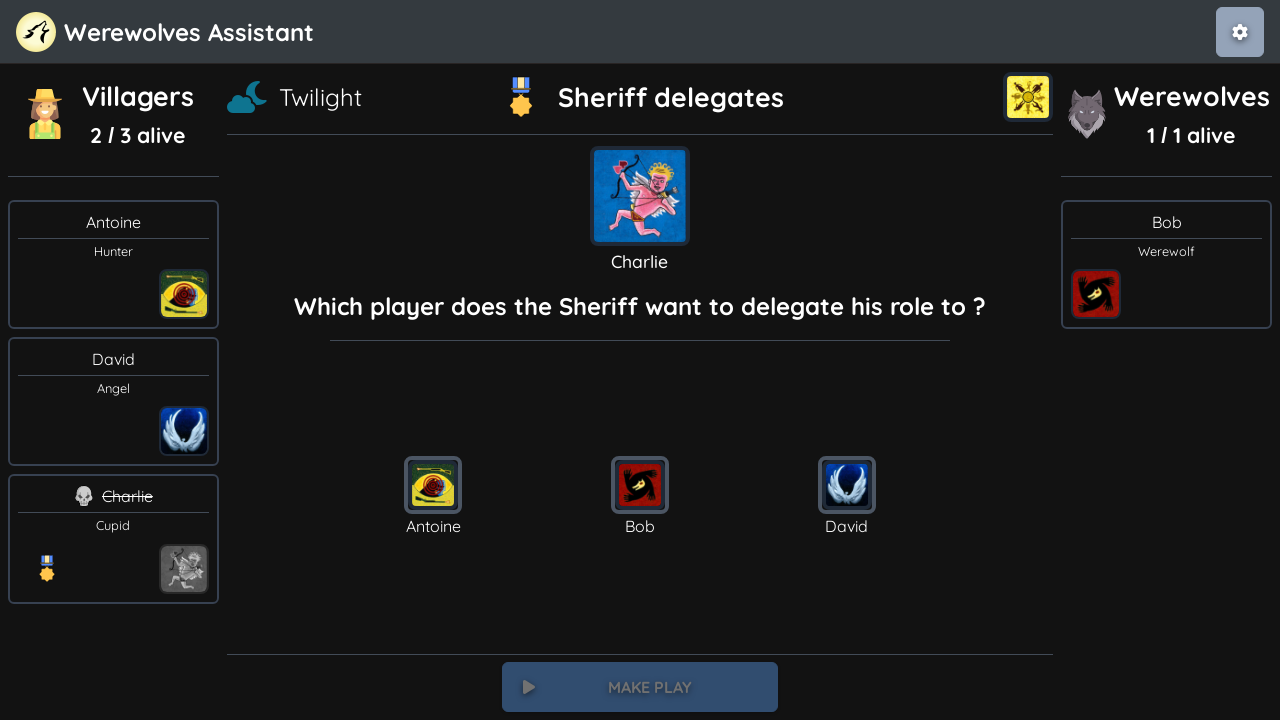 Werewolves Assistant
Villagers
2 / 3 alive
Twilight
Sheriff delegates
Werewolves
1 / 1 alive
Antoine
Hunter
David
Angel
Charlie
Cupid
Charlie
Which player does the Sheriff want to delegate his role to ?
Antoine
Bob
David
MAKE PLAY
Bob
Werewolf